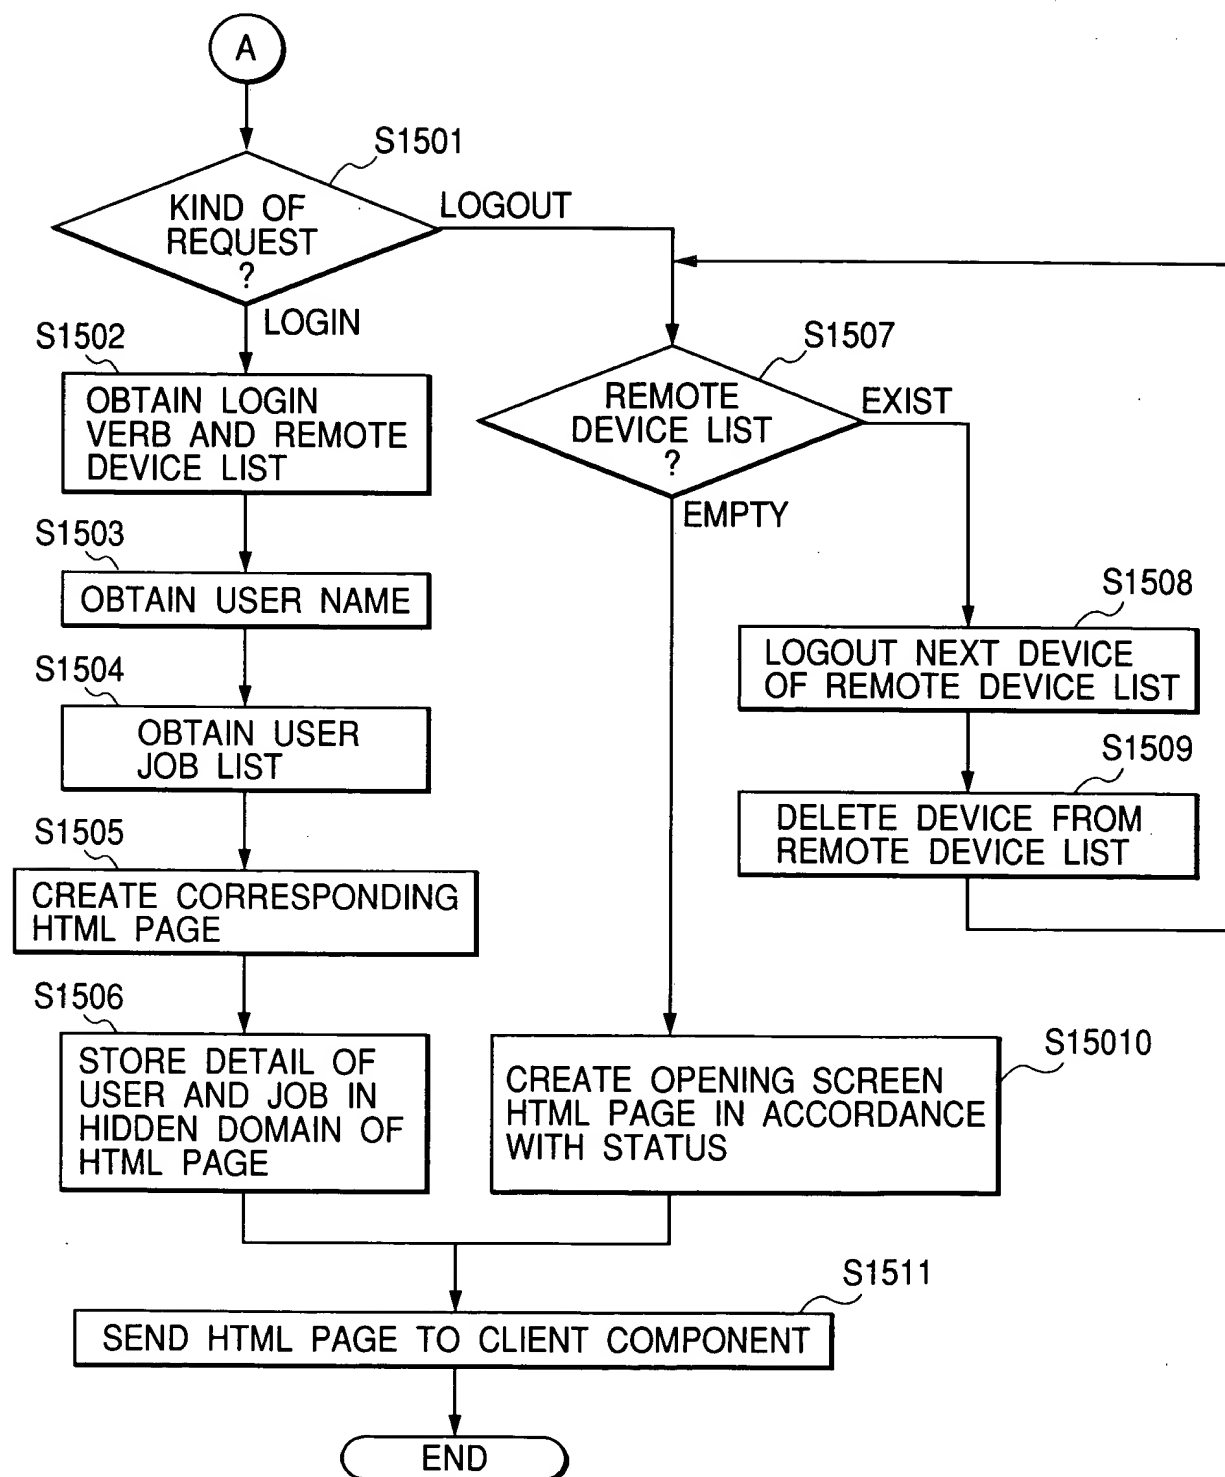 A
S1501
KIND OF
REQUEST
?
LOGOUT
LOGIN
S1502
OBTAIN LOGIN
VERB AND REMOTE
DEVICE LIST
S1503
OBTAIN USER NAME
S1504
OBTAIN USER
JOB LIST
S1505
CREATE CORRESPONDING
HTML PAGE
S1506
STORE DETAIL OF
USER AND JOB IN
HIDDEN DOMAIN OF
HTML PAGE
S1507
REMOTE
DEVICE LIST
?
EXIST
EMPTY
S1508
LOGOUT NEXT DEVICE
OF REMOTE DEVICE LIST
S1509
DELETE DEVICE FROM
REMOTE DEVICE LIST
S15010
CREATE OPENING SCREEN
HTML PAGE IN ACCORDANCE
WITH STATUS
S1511
SEND HTML PAGE TO CLIENT COMPONENT
END